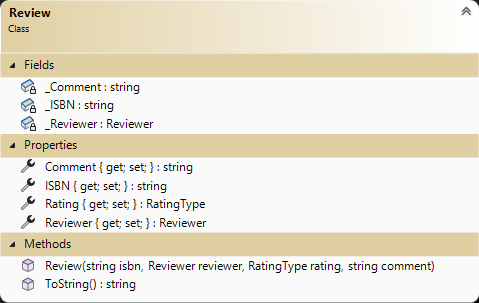 Review
Class
Fields
_Comment : string
_ISBN : string
_Reviewer : Reviewer
Properties
Comment { get; set; } : string
ISBN { get; set; } : string
Rating { get; set; } : RatingType
Reviewer { get; set; } : Reviewer
Methods
Review(string isbn, Reviewer reviewer, RatingType rating, string comment)
ToString() : string